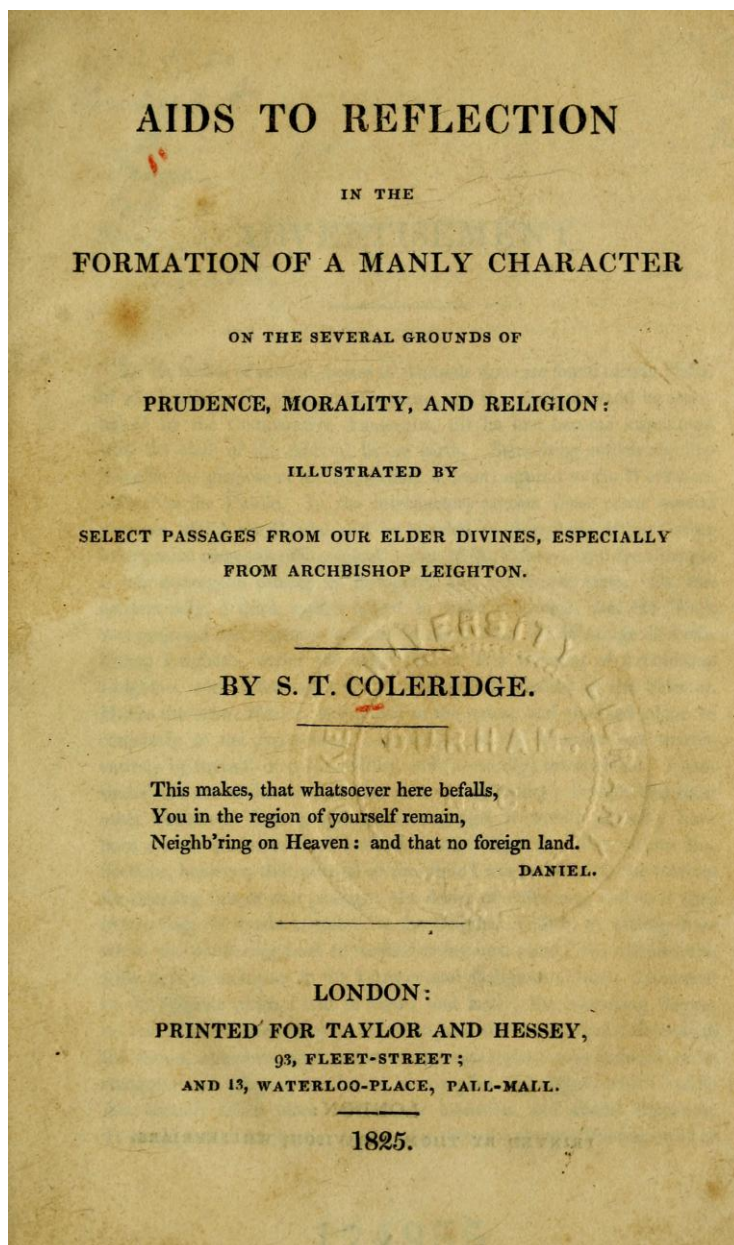 AIDS TO REFLECTION
IN THE
FORMATION OF A MANLY CHARACTER
ON THE SEVERAL GROUNDS OF
PRUDENCE, MORALITY, AND RELIGION:
ILLUSTRATED BY
SELECT PASSAGES FROM OUR ELDER DIVINES, ESPECIALLY
FROM ARCHBISHOP LEIGHTON.
BY S. T. COLERIDGE.
This makes, that whatsoever here befalls,
You in the region of yourself remain,
Neighb'ring on Heaven: and that no foreign land.
DANIEL.
LONDON:
PRINTED FOR TAYLOR AND HESSEY,
93, FLEET-STREET;
AND 13, WATERLOO-PLACE, PALL-MALL.
1825.